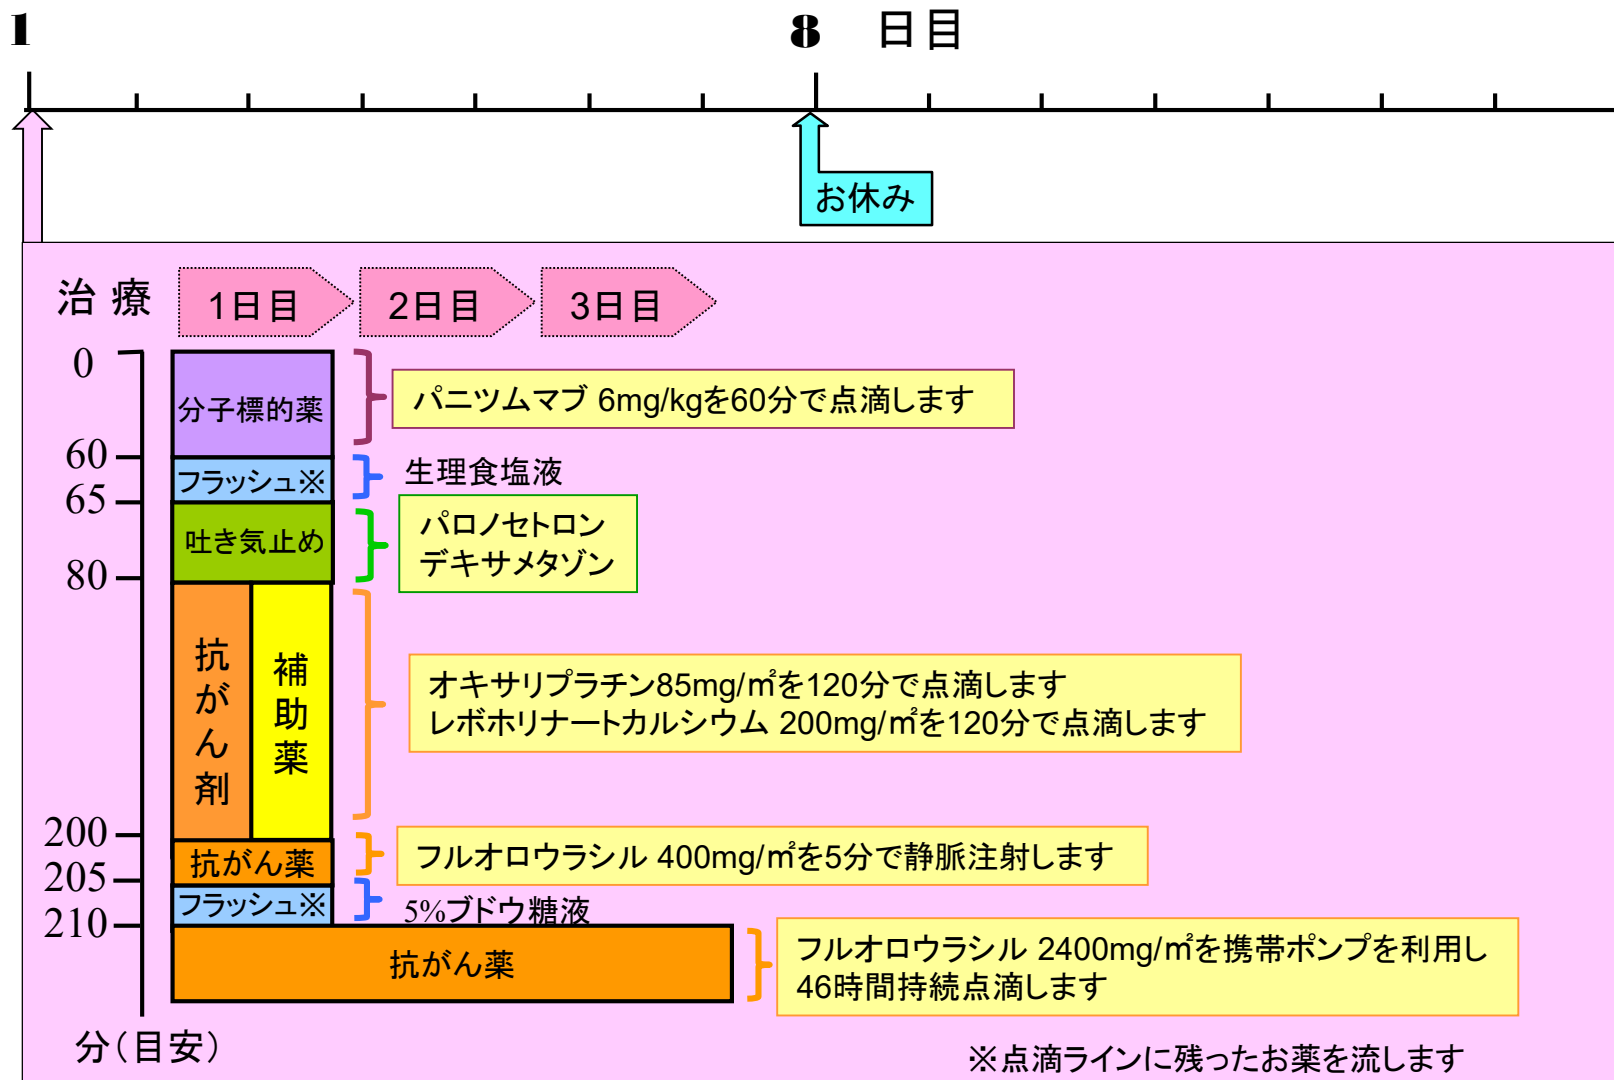 1
8 日目
お休み
治 療
1日目
2日目
3日目
0
分子標的薬
パニツムマブ 6mg/kgを60分で点滴します
60
フラッシュ※
生理食塩液
65
吐き気止め
パロノセトロン
デキサメタゾン
80
抗がん剤
補助薬
オキサリプラチン85mg/㎡を120分で点滴します
レボホリナートカルシウム 200mg/㎡を120分で点滴します
200
抗がん薬
フルオロウラシル 400mg/㎡を5分で静脈注射します
205
フラッシュ※
5%ブドウ糖液
210
抗がん薬
フルオロウラシル 2400mg/㎡を携帯ポンプを利用し
46時間持続点滴します
分（目安）
※点滴ラインに残ったお薬を流します